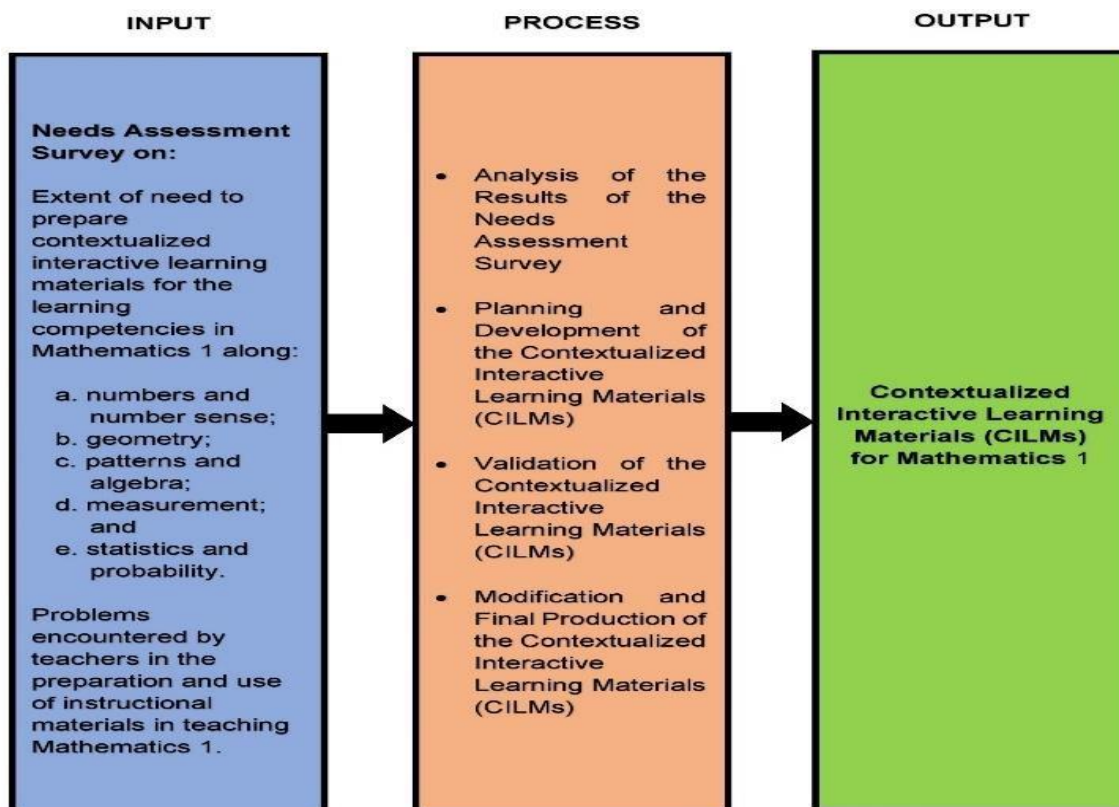 INPUT
PROCESS
OUTPUT
Needs Assessment
Survey on:
Extent of need to
prepare
contextualized
interactive learning
materials for the
learning
competencies in
Mathematics 1 along:
a. numbers and
number sense;
b. geometry;
c. patterns and
algebra;
d. measurement;
and
e. statistics and
probability.
Problems
encountered by
teachers in the
preparation and use
of instructional
materials in teaching
Mathematics 1.
• Analysis of the
Results of the
Needs
Assessment
Survey
• Planning and
Development of
the Contextualized
Interactive
Learning Materials
(CILMs)
• Validation of the
Contextualized
Interactive
Learning Materials
(CILMs)
• Modification and
Final Production of
the Contextualized
Interactive
Learning Materials
(CILMs)
Contextualized
Interactive Learning
Materials (CILMs)
for Mathematics 1